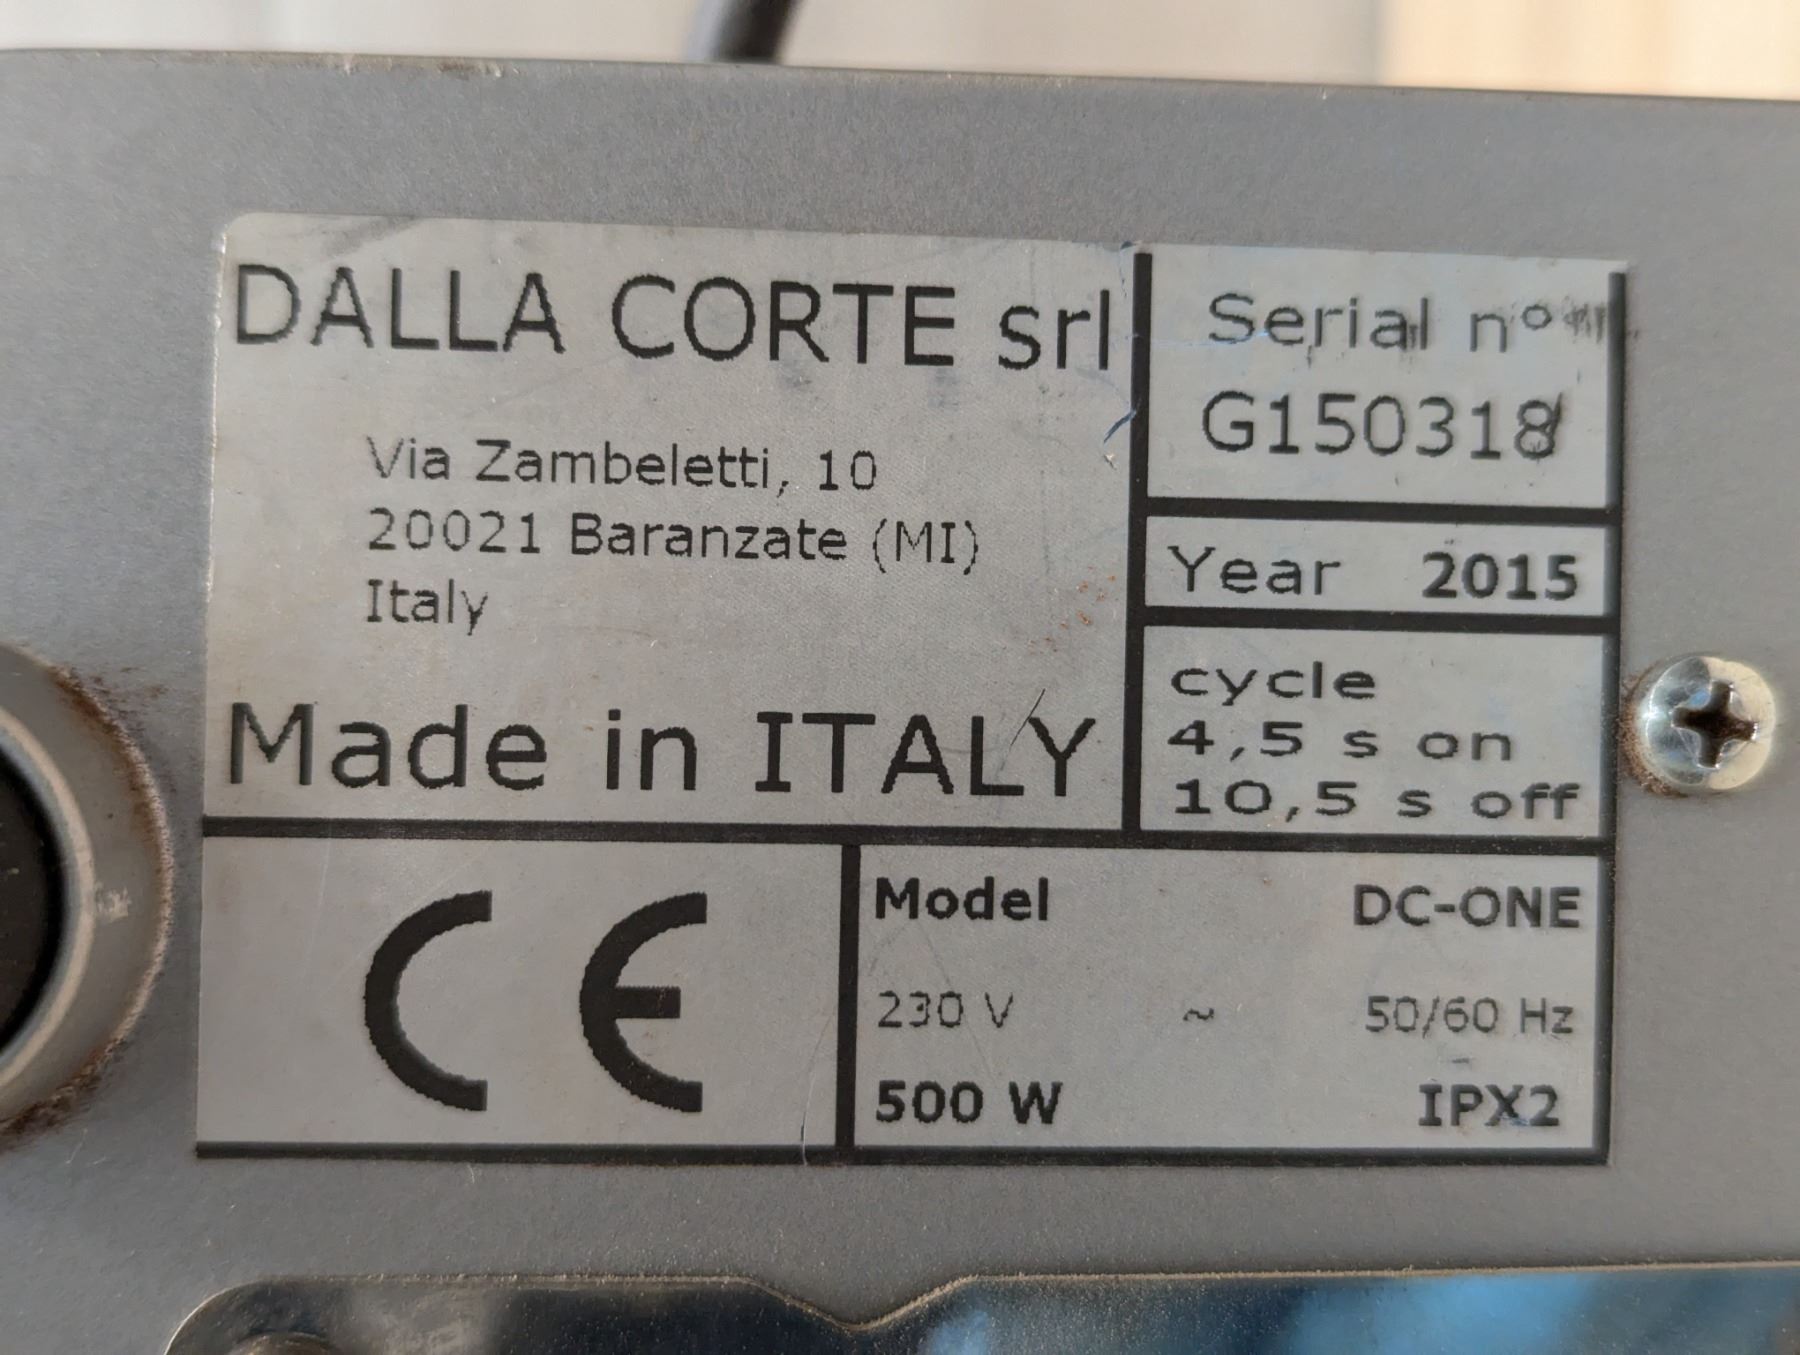 DALLA CORTE srl
Via Zambeletti, 10
20021 Baranzate (MI)
Italy
Made in ITALY
Serial n°
G150318
Year 2015
cycle
4,5 s on
10,5 s off
CE
Model DC-ONE
230 V ~ 50/60 Hz
500 W IPX2